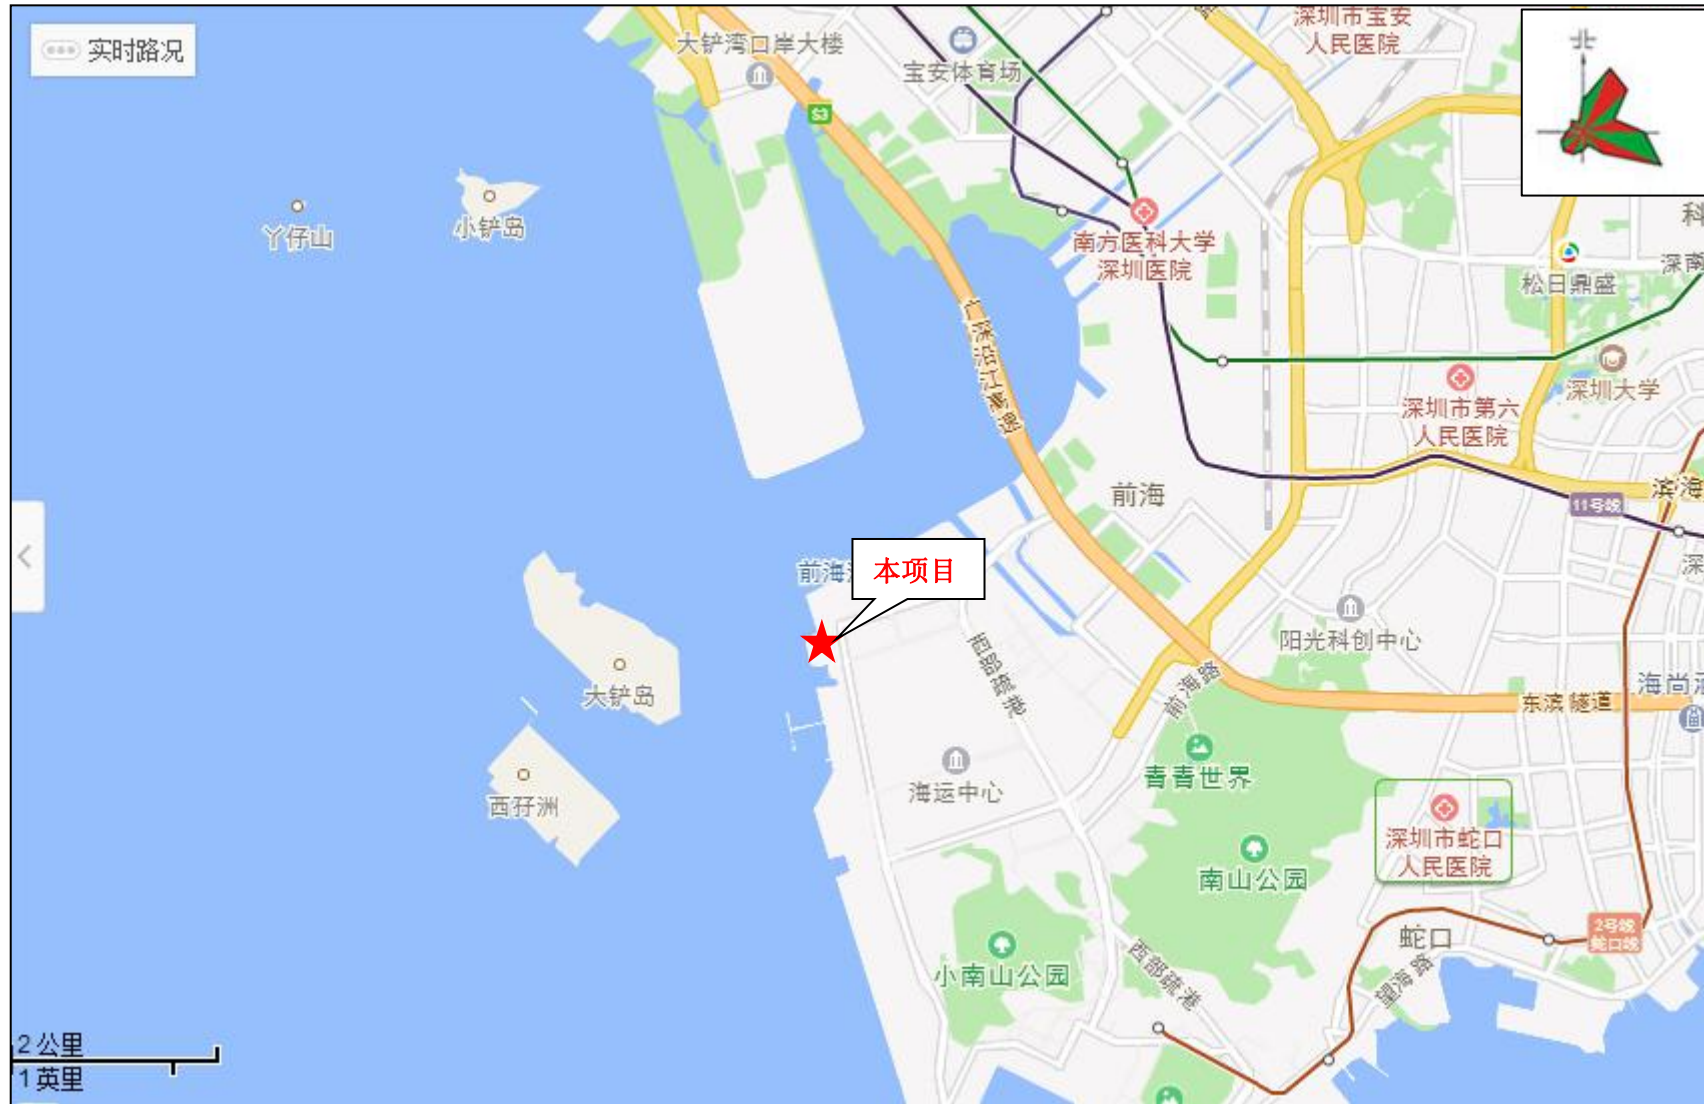 实时路况
大铲湾口岸大楼
宝安体育场
深圳市宝安
人民医院
北
S3
丫仔山
小铲岛
南方医科大学
深圳医院
科
深南
松日鼎盛
广深沿江高速
深圳大学
深圳市第六
人民医院
前海
滨海
11号线
深
前海
本项目
阳光科创中心
西部疏港
大铲岛
前海路
东滨隧道
海尚
青青世界
海运中心
西孖洲
深圳市蛇口
人民医院
南山公园
2号线
蛇口线
蛇口
小南山公园
西部疏港
望海路
2公里
1英里